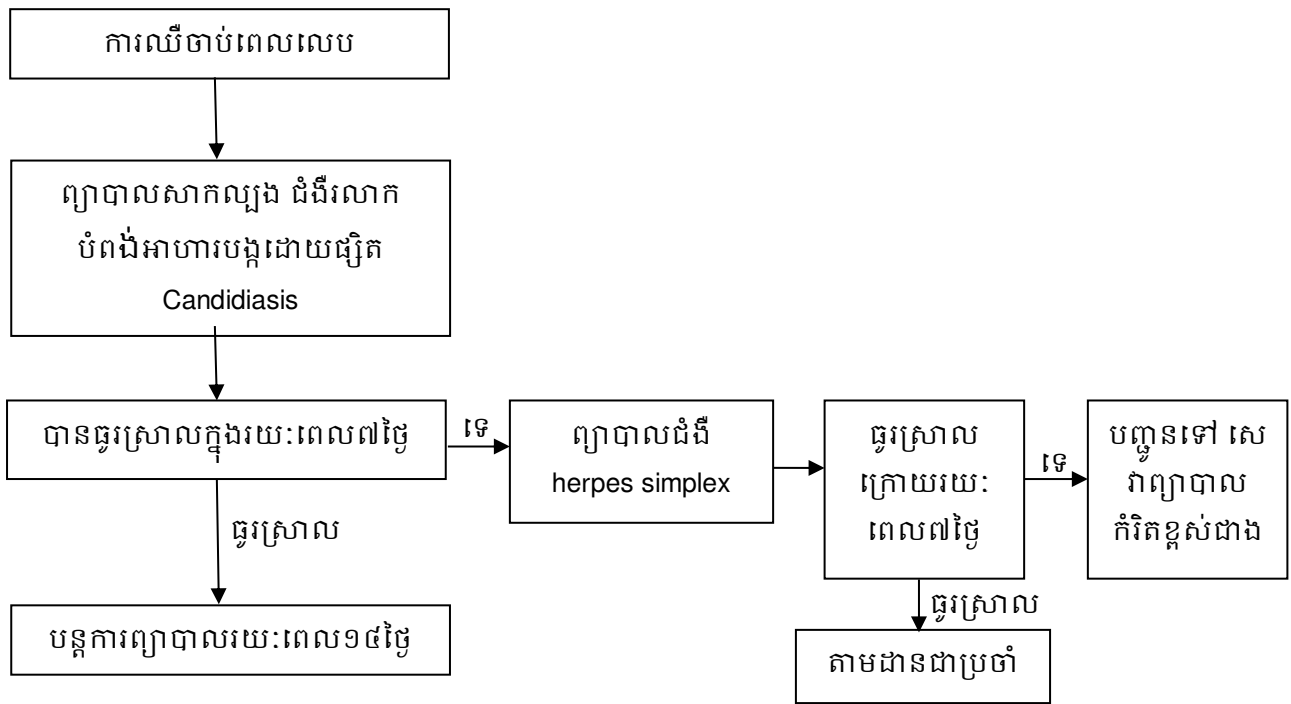 ការឈឺចាប់ពេលលេប
ព្យាបាលសាកល្បង ជំងឺរលាក
បំពង់អាហារបង្កដោយផ្សិត
Candidiasis
បានធូរស្រាលក្នុងរយៈពេល៧ថ្ងៃ
ទេ
ព្យាបាលជំងឺ
herpes simplex
ធូរស្រាល
ក្រោយរយៈ
ពេល៧ថ្ងៃ
ទេ
បញ្ជូនទៅ សេ
វាព្យាបាល
កំរិតខ្ពស់ជាង
ធូរស្រាល
បន្តការព្យាបាលរយៈពេល១៤ថ្ងៃ
ធូរស្រាល
តាមដានជាប្រចាំ